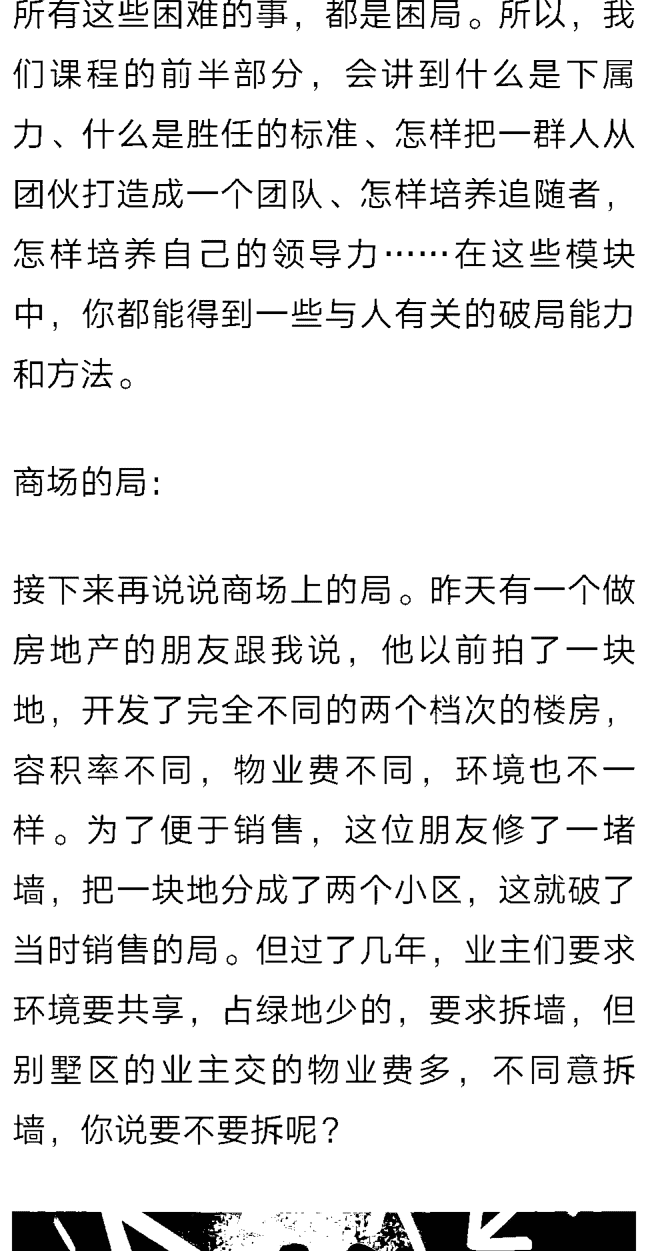 所有这些困难的事，都是困局。所以，我
们课程的前半部分，会讲到什么是下属
力、什么是胜任的标准、怎样把一群人从
团伙打造成一个团队、怎样培养追随者，
怎样培养自己的领导力……在这些模块
中，你都能得到一些与人有关的破局能力
和方法。
商场的局：
接下来再说说商场上的局。昨天有一个做
房地产的朋友跟我说，他以前拍了一块
地，开发了完全不同的两个档次的楼房，
容积率不同，物业费不同，环境也不一
样。为了便于销售，这位朋友修了一堵
墙，把一块地分成了两个小区，这就破了
当时销售的局。但过了几年，业主们要求
环境要共享，占绿地少的，要求拆墙，但
别墅区的业主交的物业费多，不同意拆
墙，你说要不要拆呢？